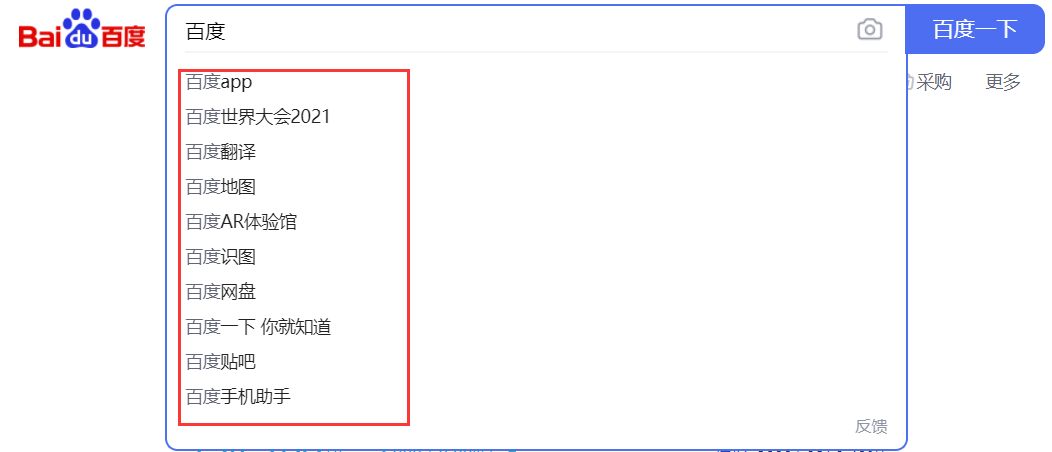 Bai du 百度
百度
百度一下
百度app
采购
更多
百度世界大会2021
百度翻译
百度地图
百度AR体验馆
百度识图
百度网盘
百度一下 你就知道
百度贴吧
百度手机助手
反馈